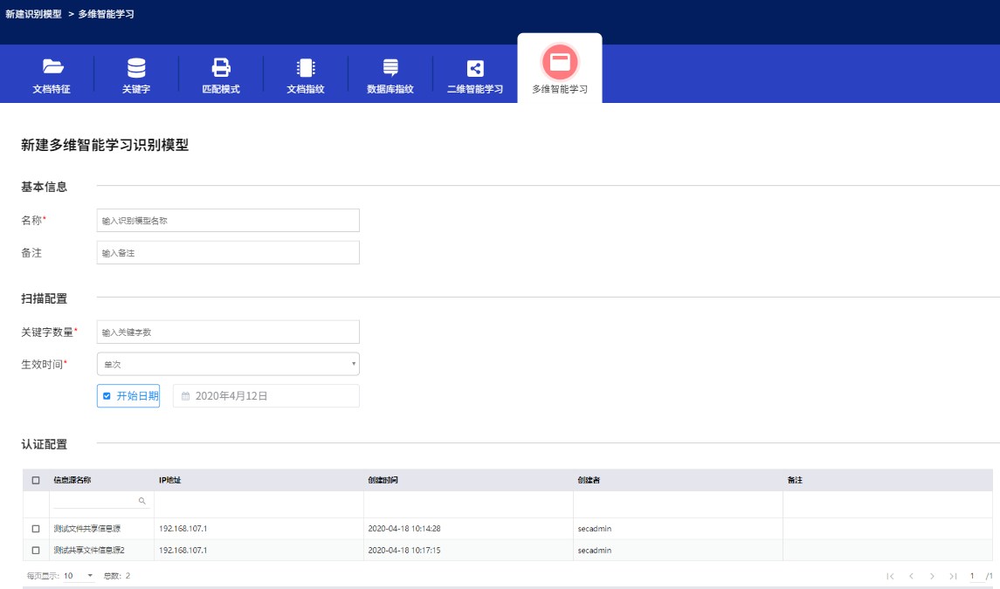 新建识别模型 > 多维智能学习
文档特征 关键字 匹配模式 文档指纹 数据库指纹 二维智能学习 多维智能学习
新建多维智能学习识别模型
基本信息
名称* 输入识别模型名称
备注 输入备注
扫描配置
关键字数量* 输入关键字数
生效时间* 单次
开始日期 2020年4月12日
认证配置
信息源名称 IP地址 创建时间 创建者 备注
测试文件共享信息源 192.168.107.1 2020-04-18 10:14:28 secadmin
测试共享文件信息源2 192.168.107.1 2020-04-18 10:17:15 secadmin
每页显示: 10 总数: 2 1 /1